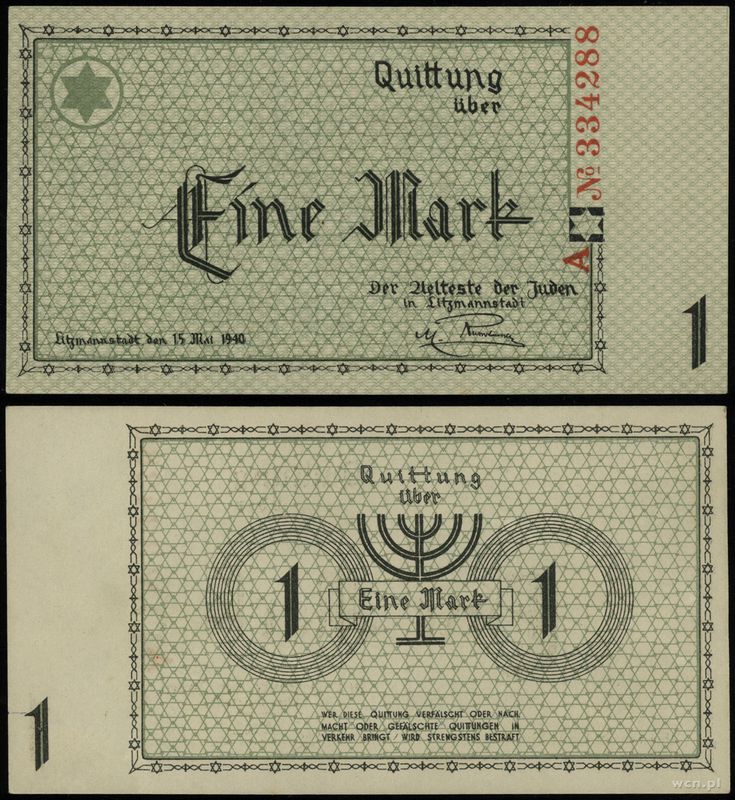 Quittung
über
Eine Mark
Der Aelteste der Juden
in Litzmannstadt
Litzmannstadt, den 15 Mai 1940
A № 334288
1
Quittung
über
1
Eine Mark
1
WER DIESE QUITTUNG VERFÄLSCHT ODER NACH
MACHT ODER GEFÄLSCHTE QUITTUNGEN IN
VERKEHR BRINGT WIRD STRENGSTENS BESTRAFT
1
wcn.pl